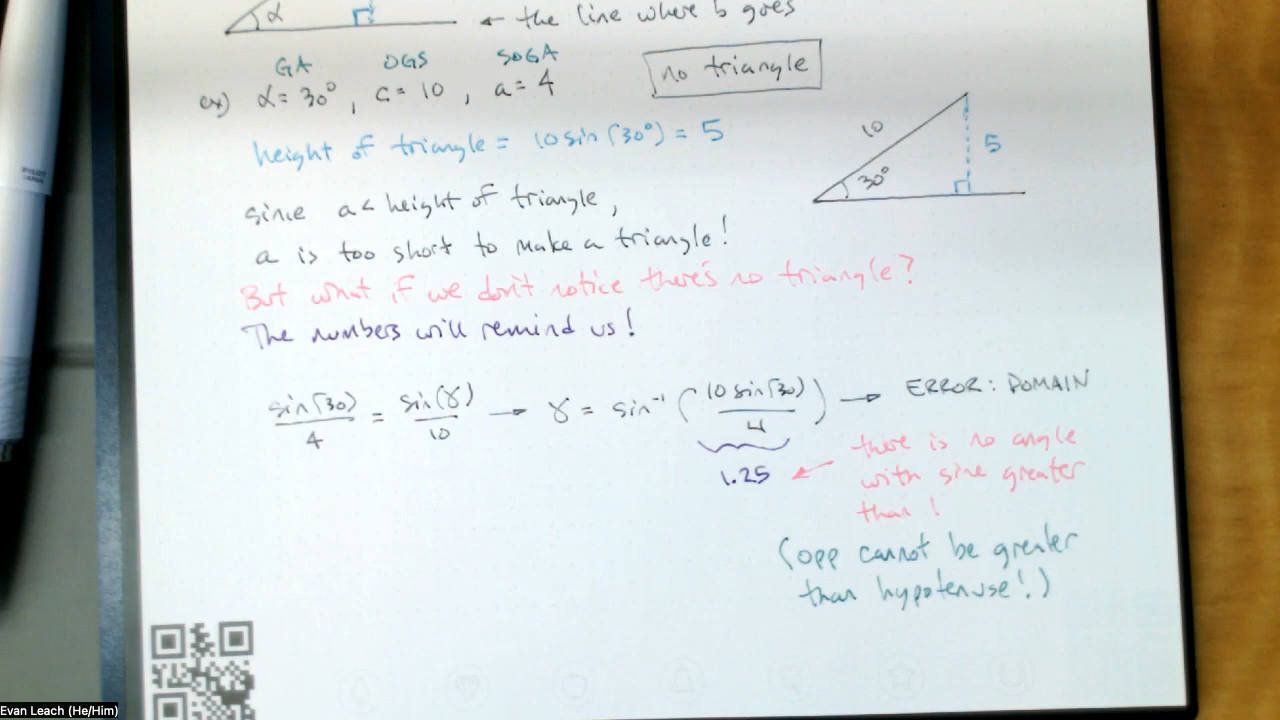 α
← the line where b goes
GA OGS SOGA
ex) α = 30°, c = 10, a = 4
no triangle
height of triangle = 10 sin(30°) = 5
10
5
30°
since a < height of triangle,
a is too short to make a triangle!
But what if we don't notice there's no triangle?
The numbers will remind us!
sin(30)/4 = sin(γ)/10 → γ = sin⁻¹(10 sin(30)/4) → ERROR: DOMAIN
1.25
there is no angle
with sine greater
than 1
(opp cannot be greater
than hypotenuse!)
PILOT
JAPAN
Evan Leach (He/Him)